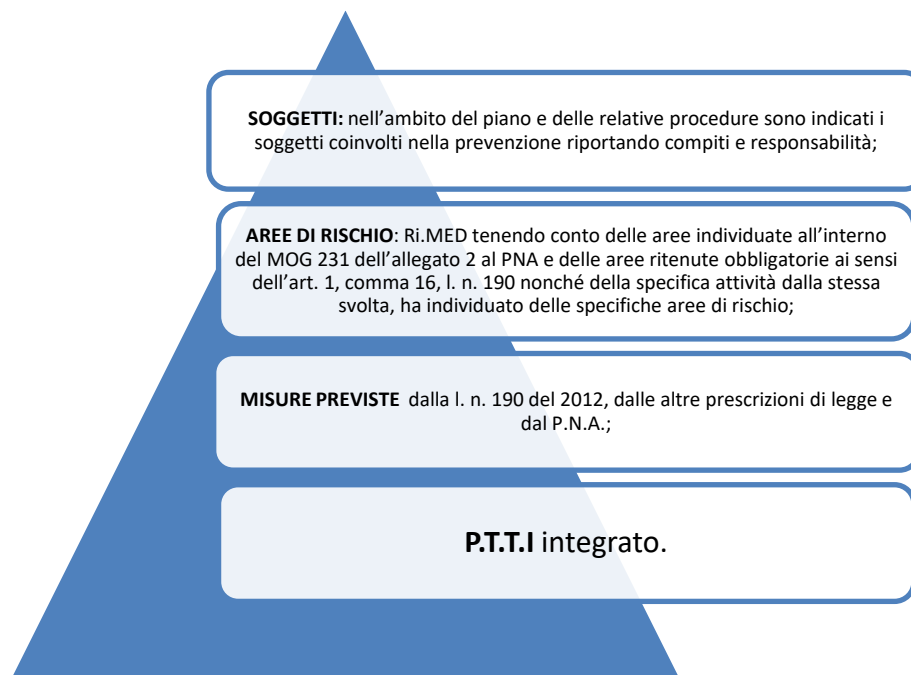 SOGGETTI: nell’ambito del piano e delle relative procedure sono indicati i
soggetti coinvolti nella prevenzione riportando compiti e responsabilità;
AREE DI RISCHIO: Ri.MED tenendo conto delle aree individuate all’interno
del MOG 231 dell’allegato 2 al PNA e delle aree ritenute obbligatorie ai sensi
dell’art. 1, comma 16, l. n. 190 nonché della specifica attività dalla stessa
svolta, ha individuato delle specifiche aree di rischio;
MISURE PREVISTE dalla l. n. 190 del 2012, dalle altre prescrizioni di legge e
dal P.N.A.;
P.T.T.I integrato.